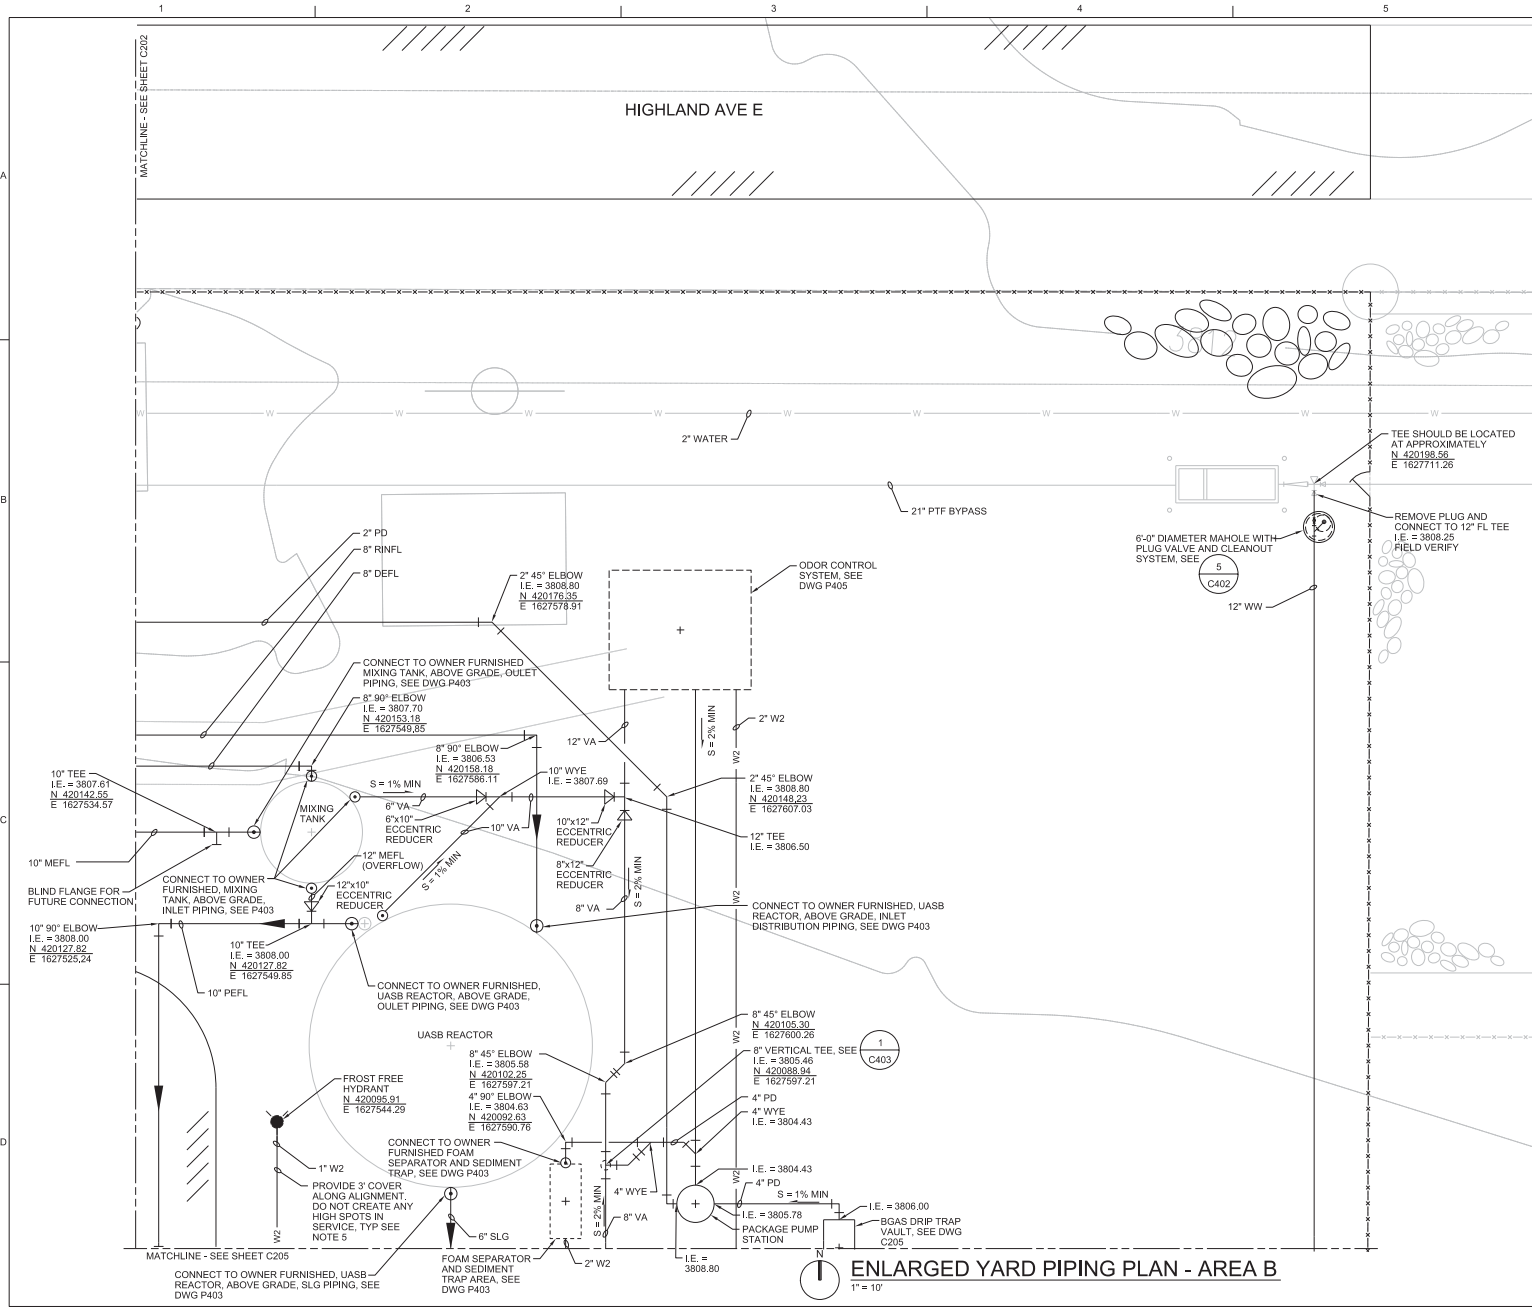 1
2
3
4
5
A
B
C
D
MATCHLINE - SEE SHEET C202
HIGHLAND AVE E
W
W
W
W
W
W
W
W
W
W
W
2" WATER
21" PTF BYPASS
TEE SHOULD BE LOCATED
AT APPROXIMATELY
N 420198.56
E 1627711.26
REMOVE PLUG AND
CONNECT TO 12" FL TEE
I.E. = 3808.25
FIELD VERIFY
6'-0" DIAMETER MAHOLE WITH
PLUG VALVE AND CLEANOUT
SYSTEM, SEE
5
C402
12" WW
2" PD
8" RINFL
8" DEFL
2" 45° ELBOW
I.E. = 3808.80
N 420176.35
E 1627578.91
ODOR CONTROL
SYSTEM, SEE
DWG P405
CONNECT TO OWNER FURNISHED
MIXING TANK, ABOVE GRADE, OULET
PIPING, SEE DWG P403
8" 90° ELBOW
I.E. = 3807.70
N 420153.18
E 1627549.85
8" 90° ELBOW
I.E. = 3806.53
N 420158.18
E 1627586.11
12" VA
S = 2% MIN
2" W2
W2
10" WYE
I.E. = 3807.69
2" 45° ELBOW
I.E. = 3808.80
N 420148.23
E 1627607.03
10" TEE
I.E. = 3807.61
N 420142.55
E 1627534.57
S = 1% MIN
6" VA
6"x10"
ECCENTRIC
REDUCER
MIXING
TANK
10" VA
10"x12"
ECCENTRIC
REDUCER
12" TEE
I.E. = 3806.50
10" MEFL
12" MEFL
(OVERFLOW)
S = 1% MIN
8"x12"
ECCENTRIC
REDUCER
S = 2% MIN
BLIND FLANGE FOR
FUTURE CONNECTION
CONNECT TO OWNER
FURNISHED, MIXING
TANK, ABOVE GRADE,
INLET PIPING, SEE P403
12"x10"
ECCENTRIC
REDUCER
8" VA
W2
CONNECT TO OWNER FURNISHED, UASB
REACTOR, ABOVE GRADE, INLET
DISTRIBUTION PIPING, SEE DWG P403
10" 90° ELBOW
I.E. = 3808.00
N 420127.82
E 1627525.24
10" TEE
I.E. = 3808.00
N 420127.82
E 1627549.85
10" PEFL
CONNECT TO OWNER FURNISHED,
UASB REACTOR, ABOVE GRADE,
OULET PIPING, SEE DWG P403
UASB REACTOR
8" 45° ELBOW
N 420105.30
E 1627600.26
W2
8" VERTICAL TEE, SEE
I.E. = 3805.46
N 420088.94
E 1627597.21
1
C403
8" 45° ELBOW
I.E. = 3805.58
N 420102.25
E 1627597.21
4" 90° ELBOW
I.E. = 3804.63
N 420092.63
E 1627590.76
FROST FREE
HYDRANT
N 420095.91
E 1627544.29
4" PD
4" WYE
I.E. = 3804.43
CONNECT TO OWNER
FURNISHED FOAM
SEPARATOR AND SEDIMENT
TRAP, SEE DWG P403
1" W2
PROVIDE 3' COVER
ALONG ALIGNMENT.
DO NOT CREATE ANY
HIGH SPOTS IN
SERVICE, TYP SEE
NOTE 5
W2
I.E. = 3804.43
W2
4" PD
S = 1% MIN
4" WYE
S = 2% MIN
8" VA
I.E. = 3805.78
PACKAGE PUMP
STATION
I.E. = 3806.00
BGAS DRIP TRAP
VAULT, SEE DWG
C205
6" SLG
MATCHLINE - SEE SHEET C205
FOAM SEPARATOR
AND SEDIMENT
TRAP AREA, SEE
DWG P403
2" W2
I.E. =
3808.80
CONNECT TO OWNER FURNISHED, UASB
REACTOR, ABOVE GRADE, SLG PIPING, SEE
DWG P403
N
ENLARGED YARD PIPING PLAN - AREA B
1" = 10'